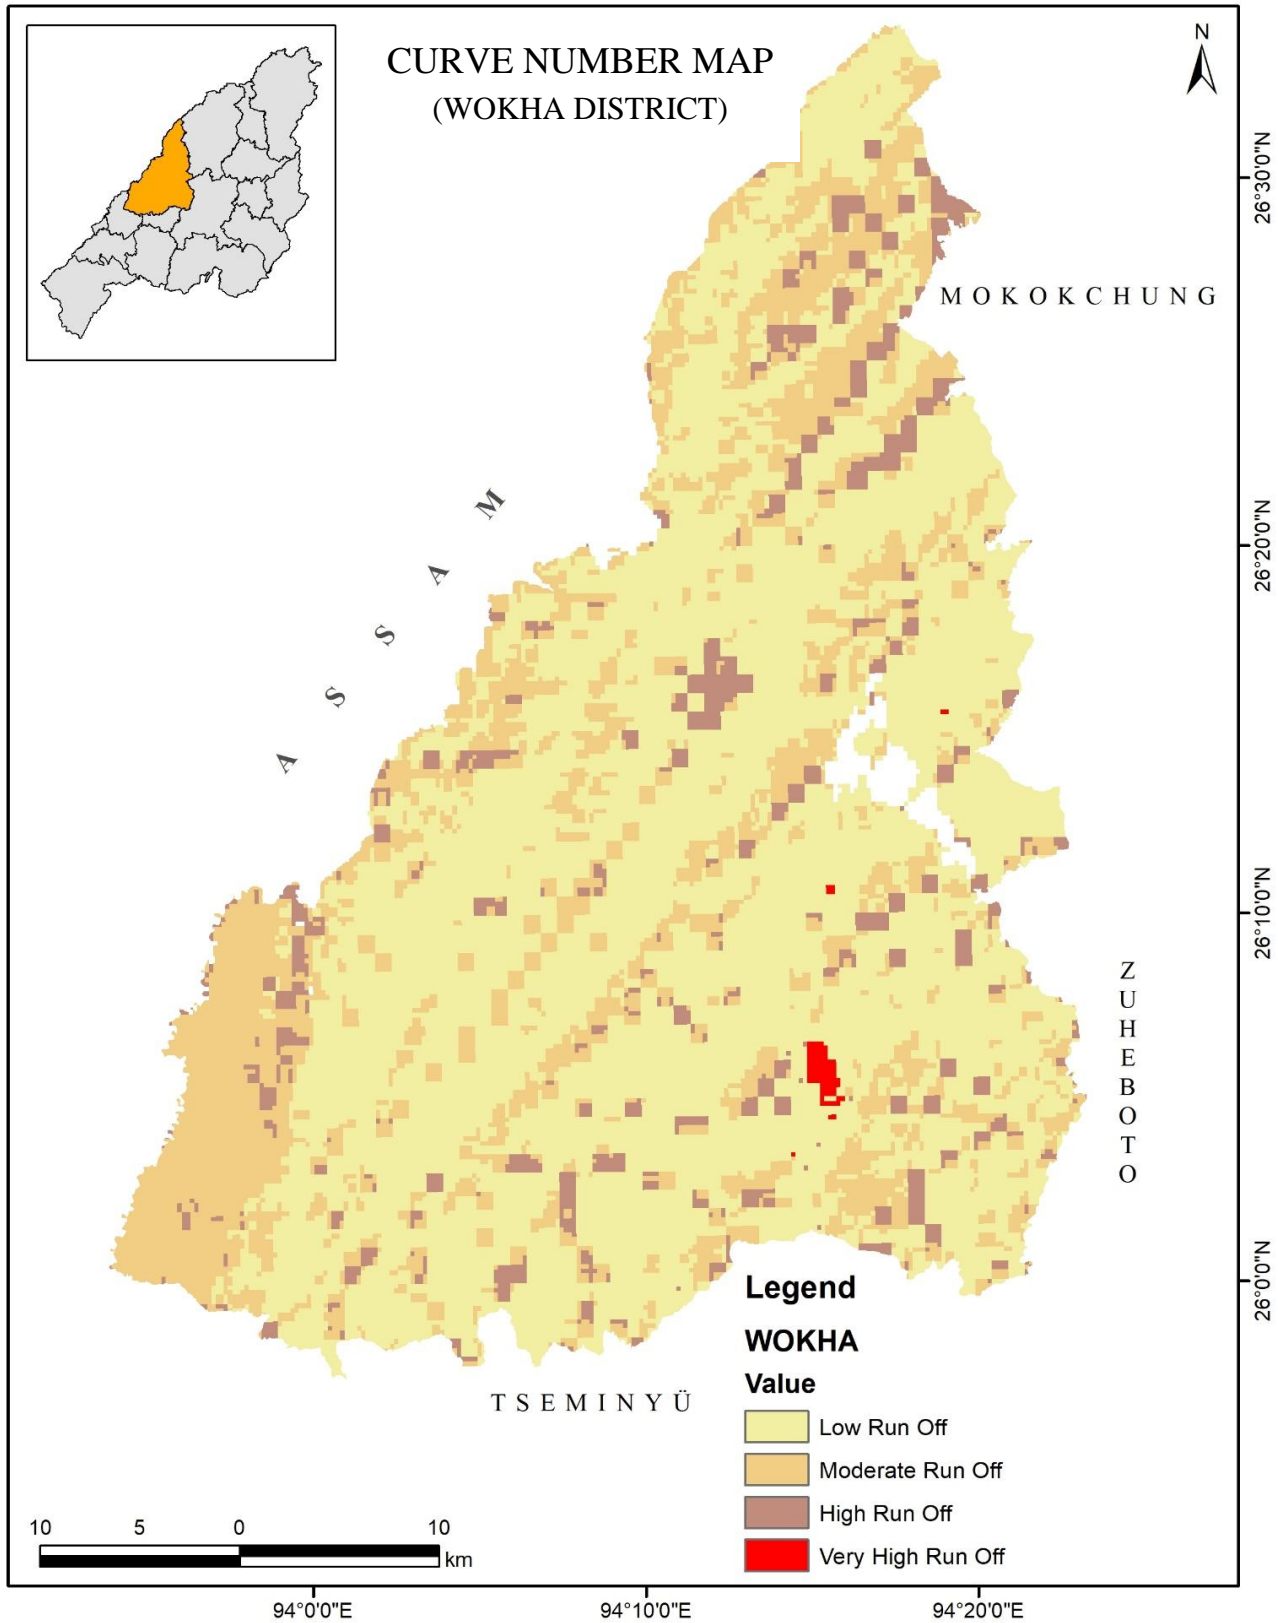 CURVE NUMBER MAP
(WOKHA DISTRICT)
N
26°30'0"N
MOKOKCHUNG
ASSAM
26°20'0"N
26°10'0"N
ZUHEBOTO
26°0'0"N
TSEMINYÜ
Legend
WOKHA
Value
Low Run Off
Moderate Run Off
High Run Off
Very High Run Off
10 5 0 10
km
94°0'0"E 94°10'0"E 94°20'0"E